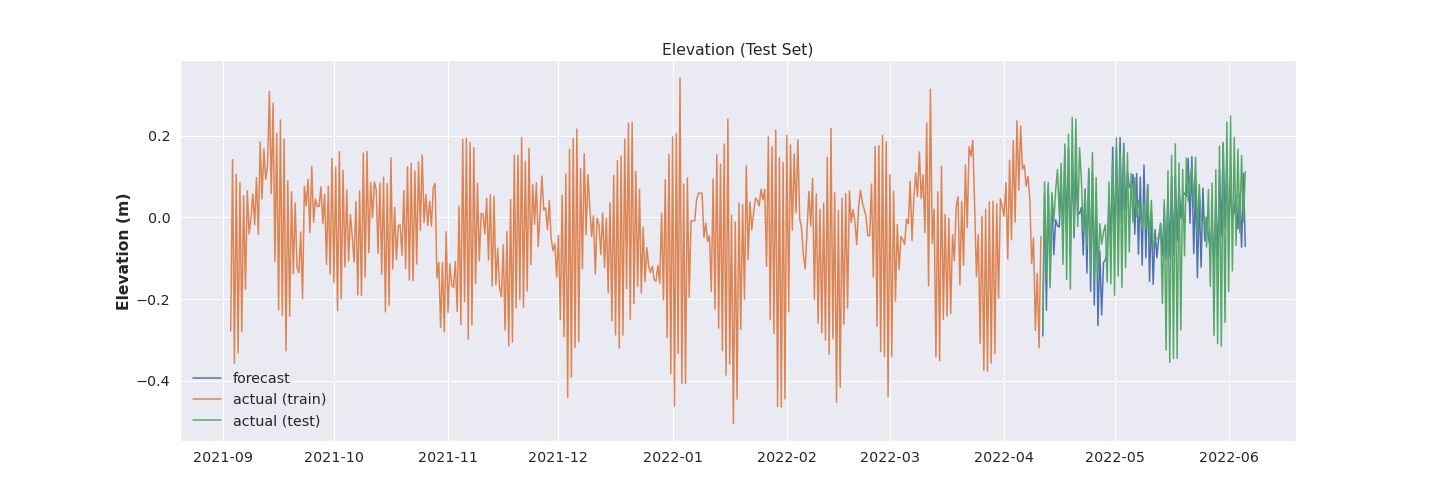 Elevation (Test Set)
Elevation (m)
0.2
0.0
−0.2
−0.4
forecast
actual (train)
actual (test)
2021-09 2021-10 2021-11 2021-12 2022-01 2022-02 2022-03 2022-04 2022-05 2022-06